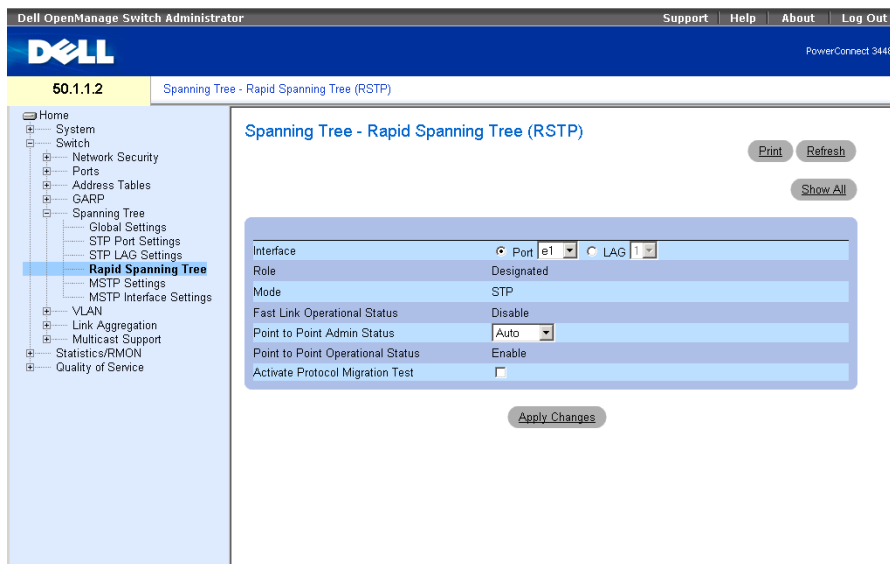 Dell OpenManage Switch Administrator
Support Help About Log Out
DELL
PowerConnect 3448
50.1.1.2
Spanning Tree - Rapid Spanning Tree (RSTP)
Home
System
Switch
Network Security
Ports
Address Tables
GARP
Spanning Tree
Global Settings
STP Port Settings
STP LAG Settings
Rapid Spanning Tree
MSTP Settings
MSTP Interface Settings
VLAN
Link Aggregation
Multicast Support
Statistics/RMON
Quality of Service
Spanning Tree - Rapid Spanning Tree (RSTP)
Print Refresh
Show All
Interface Port e1 LAG 1
Role Designated
Mode STP
Fast Link Operational Status Disable
Point to Point Admin Status Auto
Point to Point Operational Status Enable
Activate Protocol Migration Test
Apply Changes